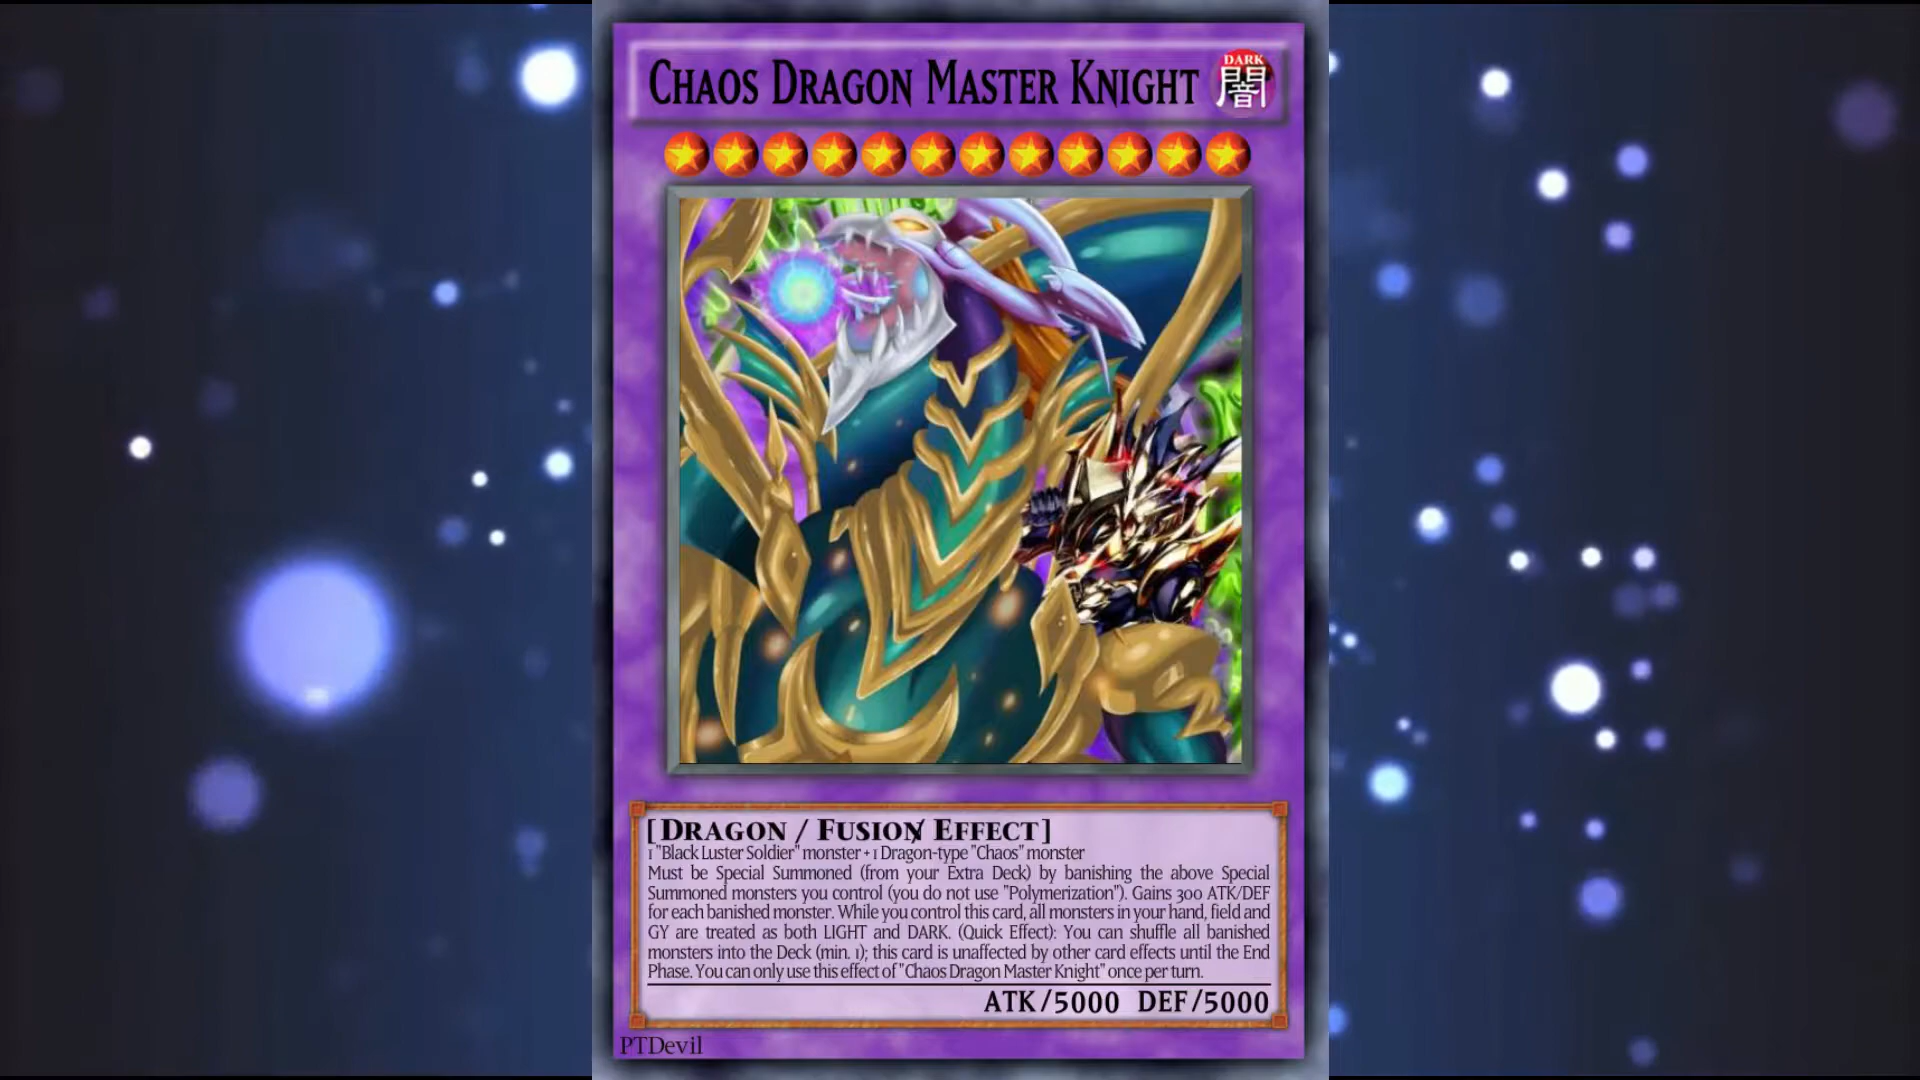 CHAOS DRAGON MASTER KNIGHT
DARK
闇
[DRAGON / FUSION/ EFFECT]
1 "Black Luster Soldier" monster + 1 Dragon-type "Chaos" monster
Must be Special Summoned (from your Extra Deck) by banishing the above Special
Summoned monsters you control (you do not use "Polymerization"). Gains 300 ATK/DEF
for each banished monster. While you control this card, all monsters in your hand, field and
GY are treated as both LIGHT and DARK. (Quick Effect): You can shuffle all banished
monsters into the Deck (min. 1); this card is unaffected by other card effects until the End
Phase. You can only use this effect of "Chaos Dragon Master Knight" once per turn.
ATK/5000 DEF/5000
PTDevil